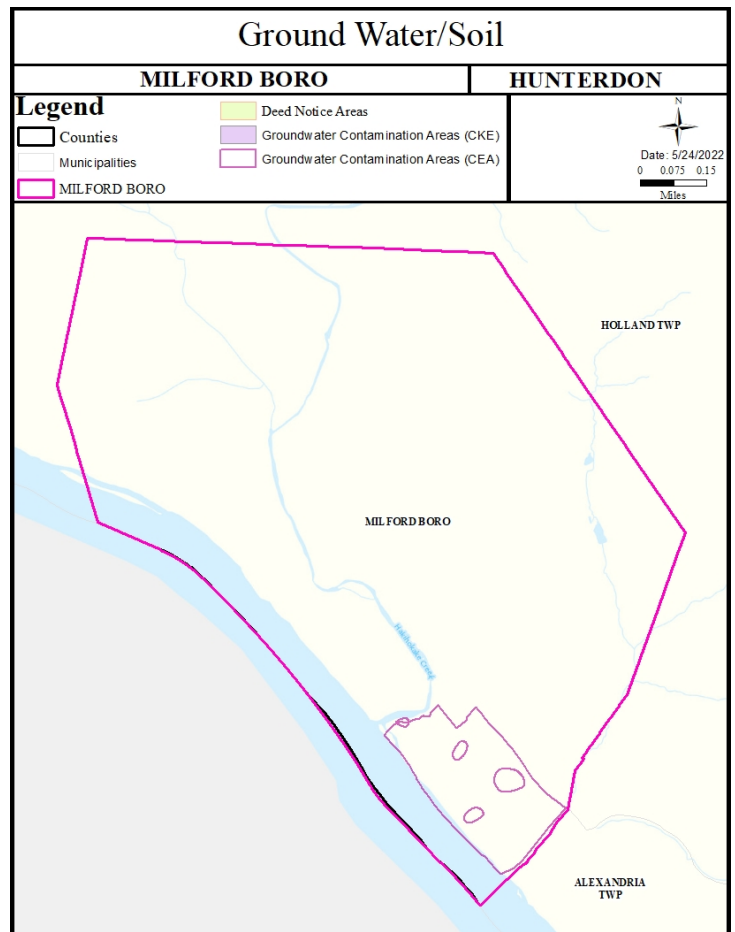 Ground Water/Soil
MILFORD BORO
HUNTERDON
Legend
Counties
Municipalities
MILFORD BORO
Deed Notice Areas
Groundwater Contamination Areas (CKE)
Groundwater Contamination Areas (CEA)
N
Date: 5/24/2022
0 0.075 0.15
Miles
HOLLAND TWP
MILFORD BORO
Hakihokake Creek
ALEXANDRIA
TWP